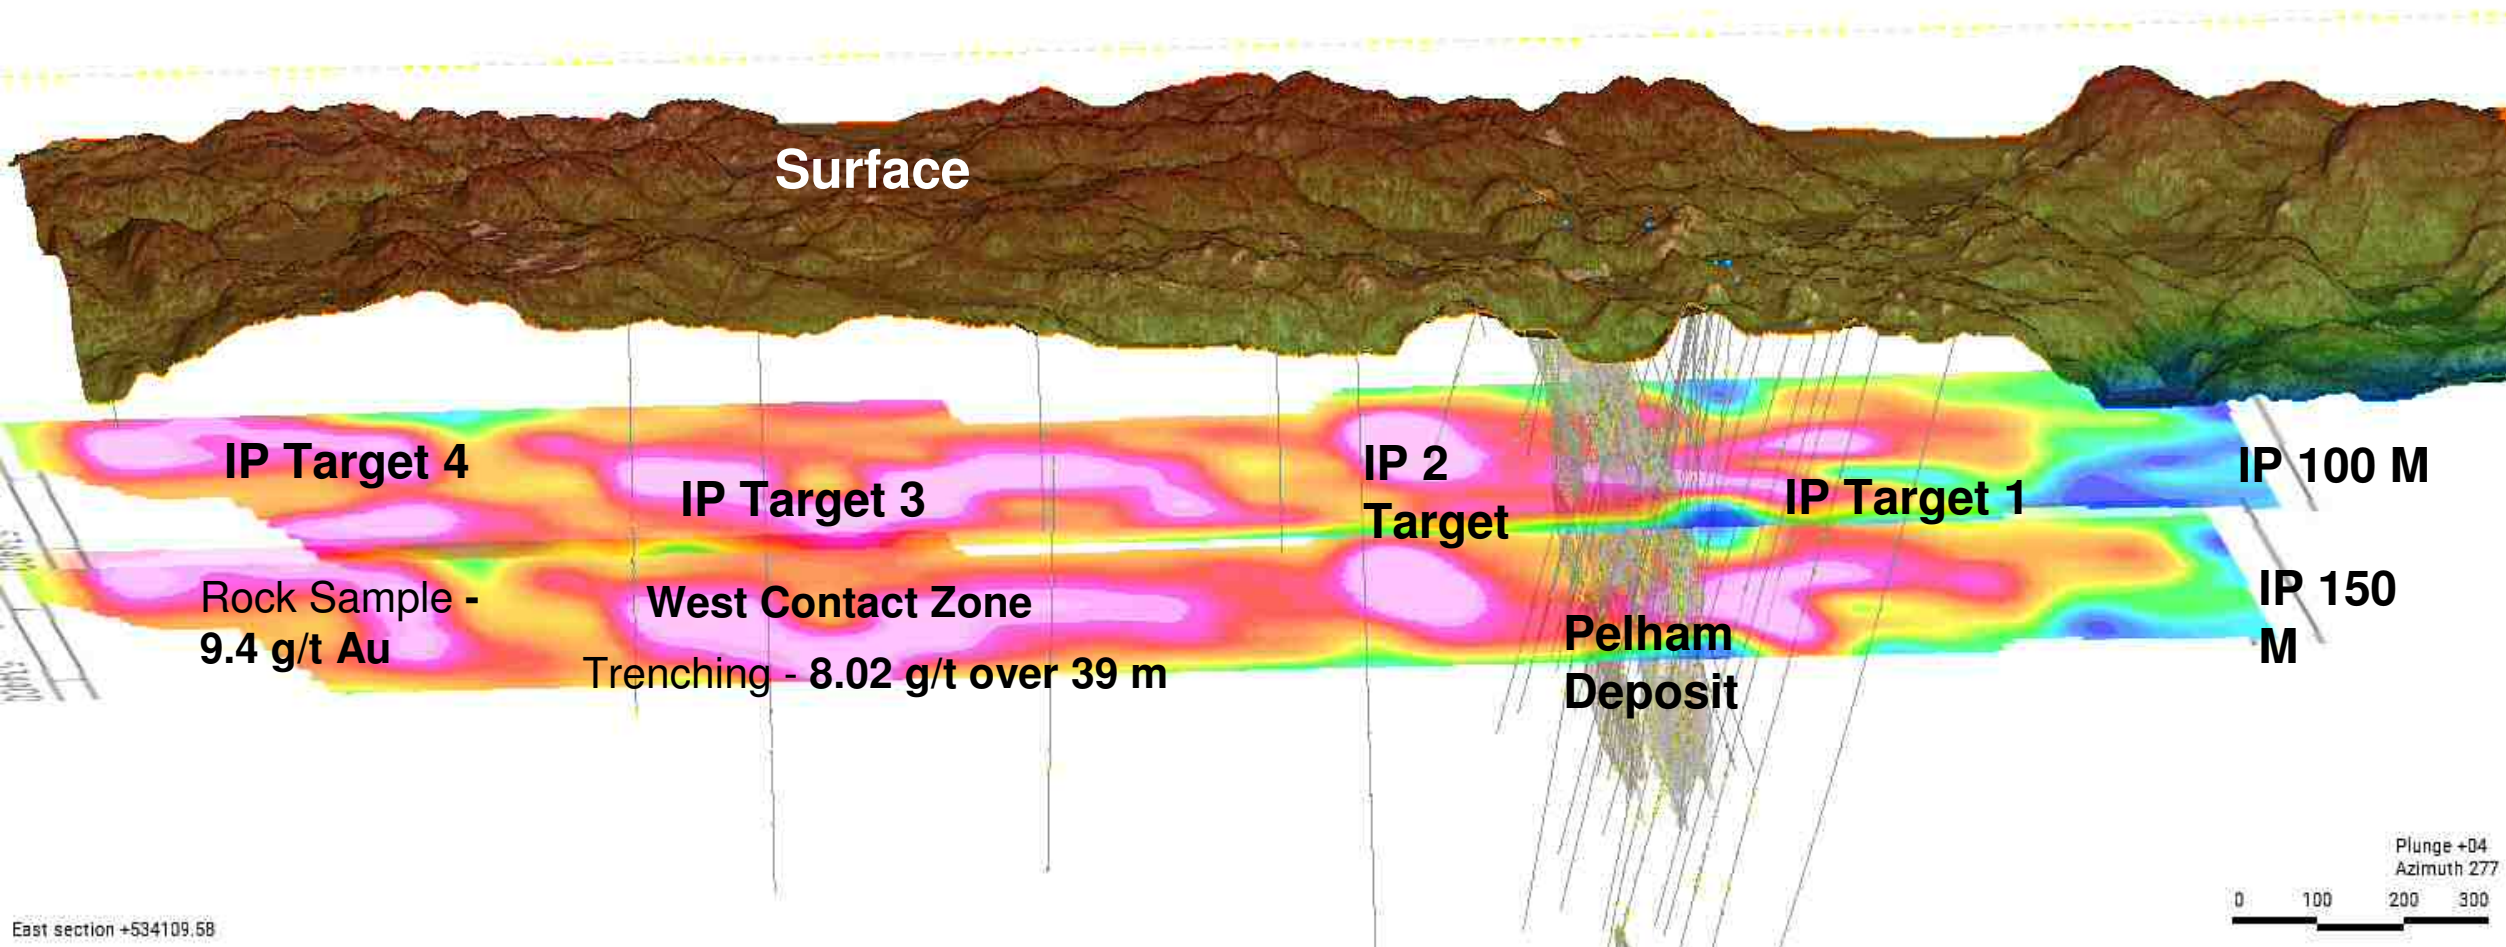 Surface
IP Target 4
IP Target 3
IP 2
Target
IP Target 1
IP 100 M
Rock Sample -
9.4 g/t Au
West Contact Zone
Trenching - 8.02 g/t over 39 m
Pelham
Deposit
IP 150
M
Plunge +04
Azimuth 277
0 100 200 300
East section +534109.58